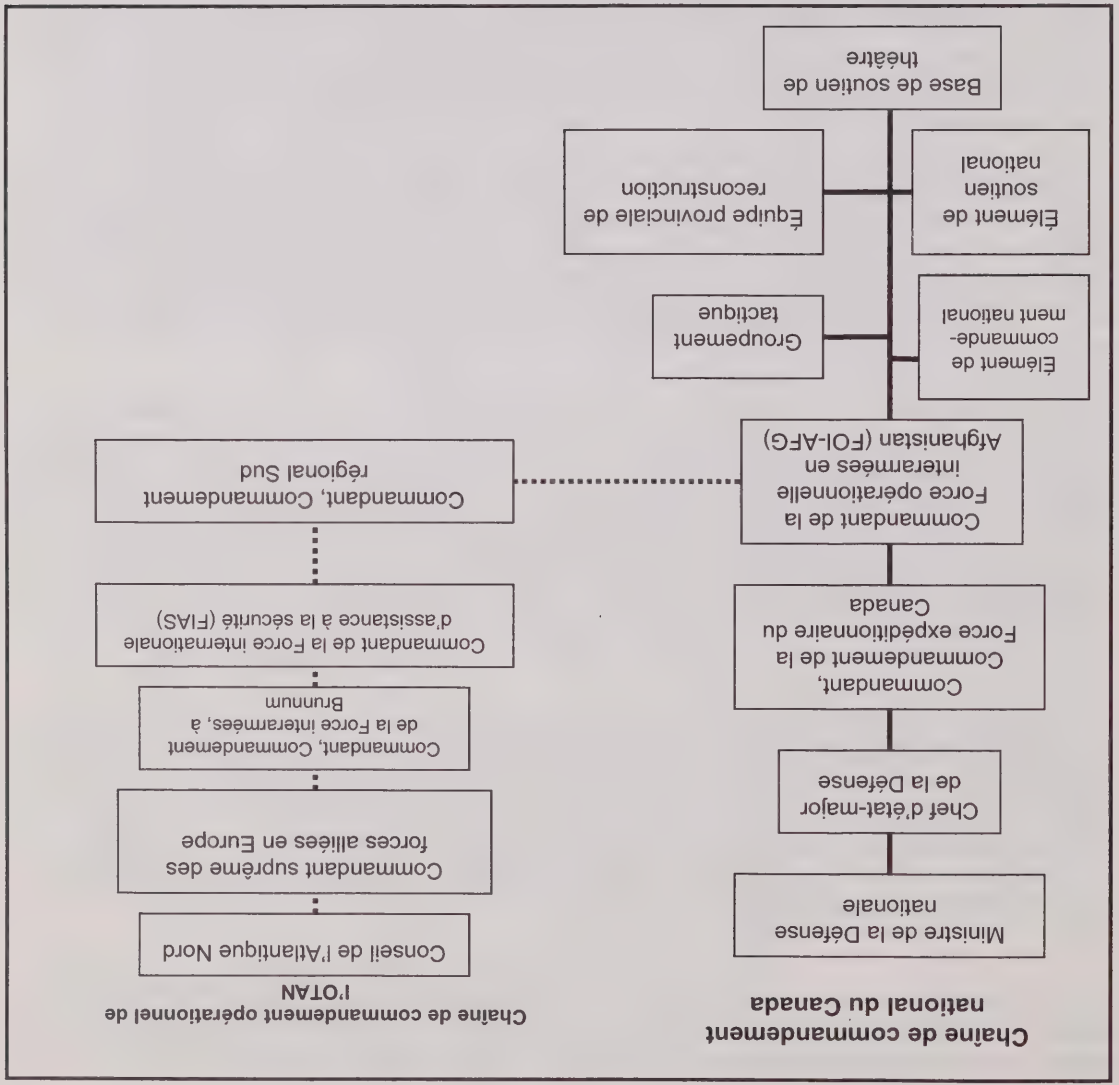 Chaîne de commandement
national du Canada
Ministre de la Défense
nationale
Chef d'état-major
de la Défense
Commandant,
Commandement de la
Force expéditionnaire du
Canada
Commandant de la
Force opérationnelle
interarmées en
Afghanistan (FOI-AFG)
Élément de
commande-
ment national
Groupement
tactique
Élément de
soutien
national
Équipe provinciale de
reconstruction
Base de soutien de
théâtre
Chaîne de commandement opérationnel de
l'OTAN
Conseil de l'Atlantique Nord
Commandant suprême des
forces alliées en Europe
Commandant, Commandement
de la Force interarmées, à
Brunnum
Commandant de la Force internationale
d'assistance à la sécurité (FIAS)
Commandant, Commandement
régional Sud